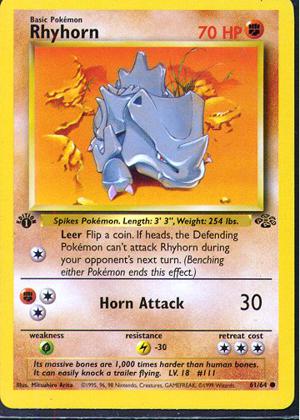 Basic Pokémon
Rhyhorn
70 HP
EDITION
1
Spikes Pokémon. Length: 3' 3", Weight: 254 lbs.
Leer Flip a coin. If heads, the Defending
Pokémon can't attack Rhyhorn during
your opponent's next turn. (Benching
either Pokémon ends this effect.)
Horn Attack 30
weakness resistance retreat cost
-30
Its massive bones are 1,000 times harder than human bones.
It can easily knock a trailer flying. LV. 18 #111
Illus. Mitsuhiro Arita ©1995, 96, 98 Nintendo, Creatures, GAMEFREAK. ©1999 Wizards. 61/64